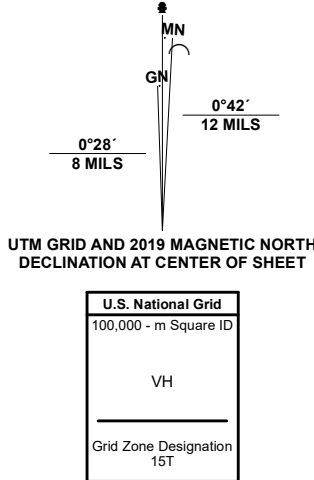 MN
GN
0°42´
12 MILS
0°28´
8 MILS
UTM GRID AND 2019 MAGNETIC NORTH
DECLINATION AT CENTER OF SHEET
U.S. National Grid
100,000 - m Square ID
VH
Grid Zone Designation
15T